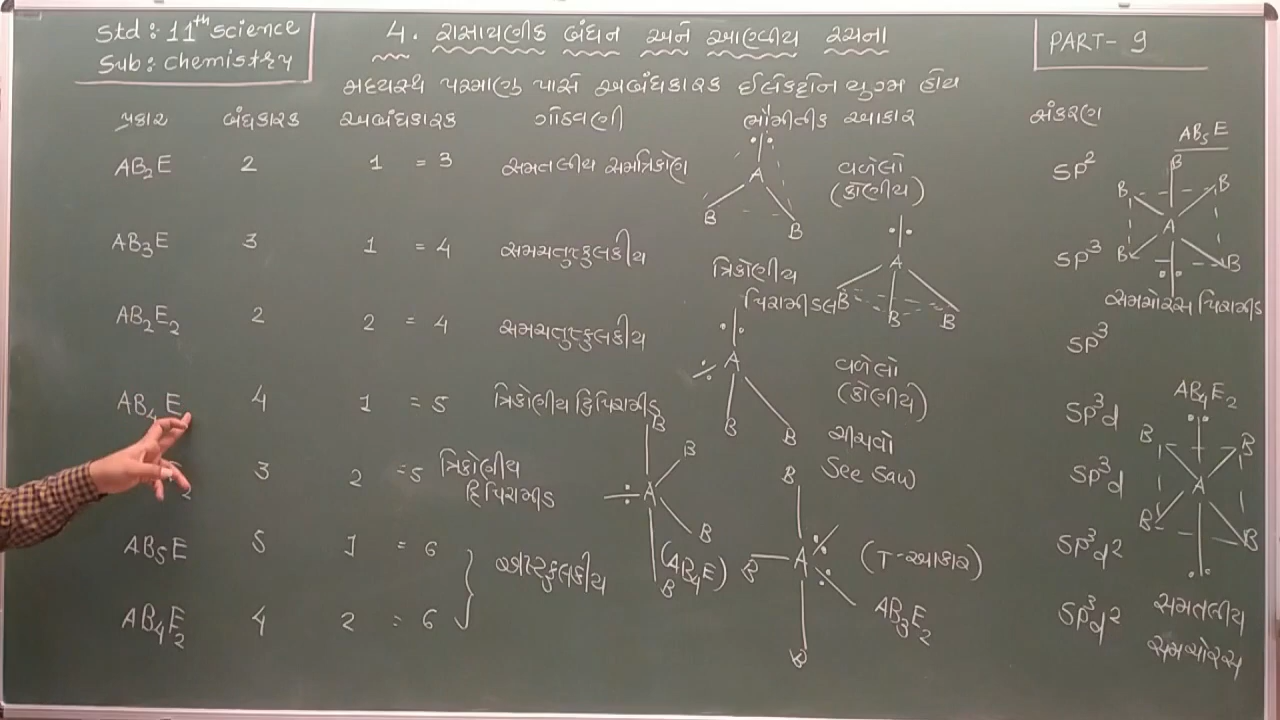 Std : 11th science
Sub : chemistry
4. રાસાયણીક બંધન અને આણ્વીય રચના
PART - 9
મધ્યસ્થ પરમાણુ પાસે અબંધકારક ઈલેકટ્રોન યુગ્મ હોય
પ્રકાર બંધકારક અબંધકારક ગોઠવણી ભૌમીતીક આકાર સંકરણ
AB2E 2 1 = 3 સમતલીય સમત્રિકોણ A B B વળેલો (કોણીય) SP2
AB5E
B B B A B B
સમચોરસ પિરામીડ
AB3E 3 1 = 4 સમચતુષ્ફલકીય ત્રિકોણીય પિરામીડલ A B B B SP3
AB2E2 2 2 = 4 સમચતુષ્ફલકીય A B B વળેલો (કોણીય) SP3
AB4E 4 1 = 5 ત્રિકોણીય દ્વિપિરામીડ ચીચવો See Saw SP3d
B B A B B (AB4E)
2 3 2 = 5 ત્રિકોણીય દ્વિપિરામીડ SP3d
B A B B (T-આકાર) AB3E2
AB5E 5 1 = 6 અષ્ટફલકીય SP3d2
AB4E2 4 2 = 6 SP3d2
AB4E2
B B A B B
સમતલીય
સમચોરસ